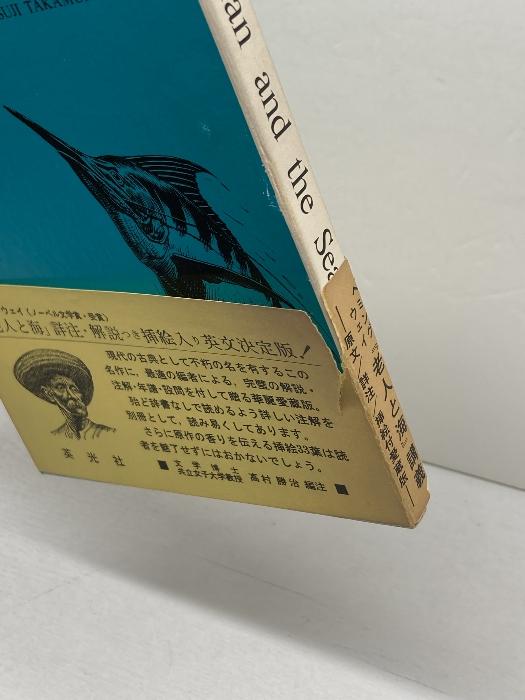 SUJI TAKAMU
an and the Sea
ウェイ(ノーベル文学賞・受賞)
人と海」詳注・解説つき挿絵入り英文決定版!
現代の古典として不朽の名を有するこの
名作に、最適の編者による、完璧の解説・
注解・年譜・設問を付して贈る華麗愛蔵版。
殆ど辞書なしで読めるよう詳しい注解を
別冊として、読み易くしてあります。
さらに原作の香りを伝える挿絵33葉は読
者を魅了せずにはおかないでしょう。
英光社
■ 文学博士
共立女子大学教授 高村勝治 編注 ■
ヘミングウェイ
老人と海
原文/詳注/挿絵付